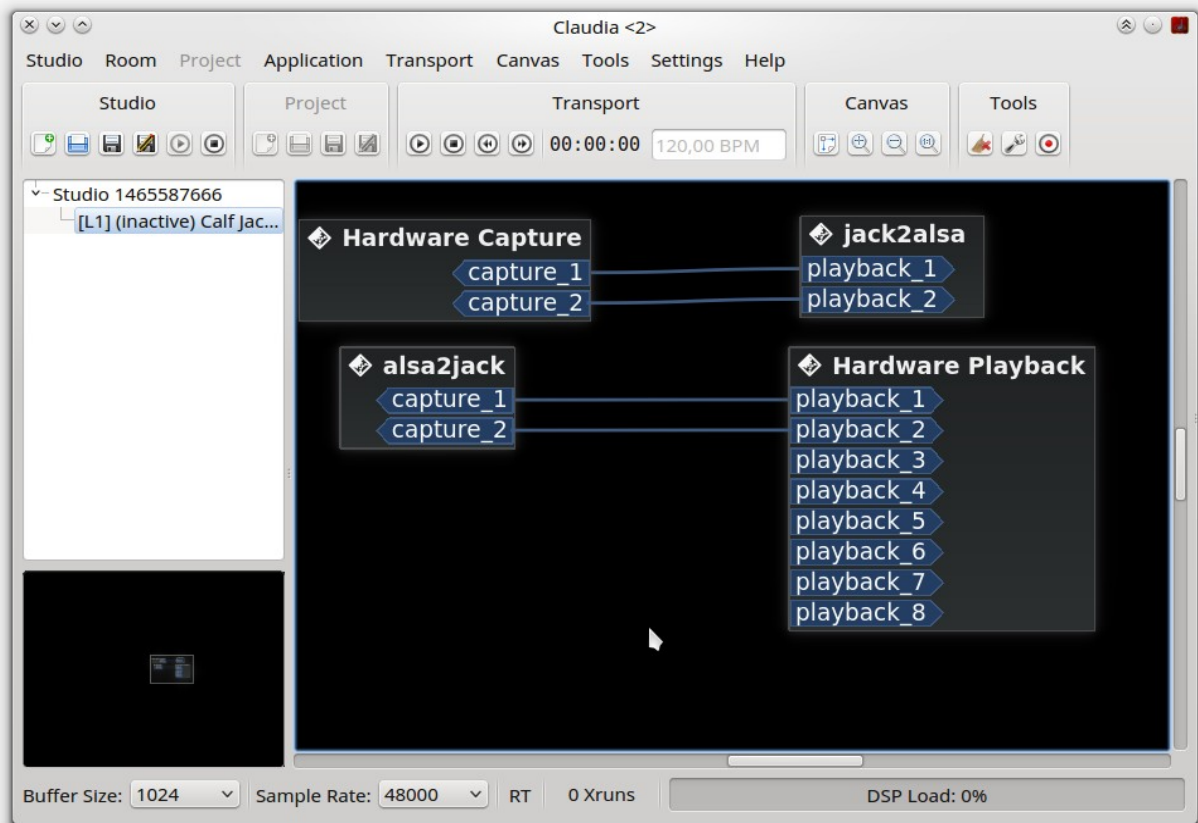 Claudia <2>
Studio Room Project Application Transport Canvas Tools Settings Help
Studio Project Transport Canvas Tools
00:00:00 120,00 BPM
Studio 1465587666
[L1] (inactive) Calf Jac...
Hardware Capture
capture_1
capture_2
jack2alsa
playback_1
playback_2
alsa2jack
capture_1
capture_2
Hardware Playback
playback_1
playback_2
playback_3
playback_4
playback_5
playback_6
playback_7
playback_8
Buffer Size: 1024 Sample Rate: 48000 RT 0 Xruns DSP Load: 0%